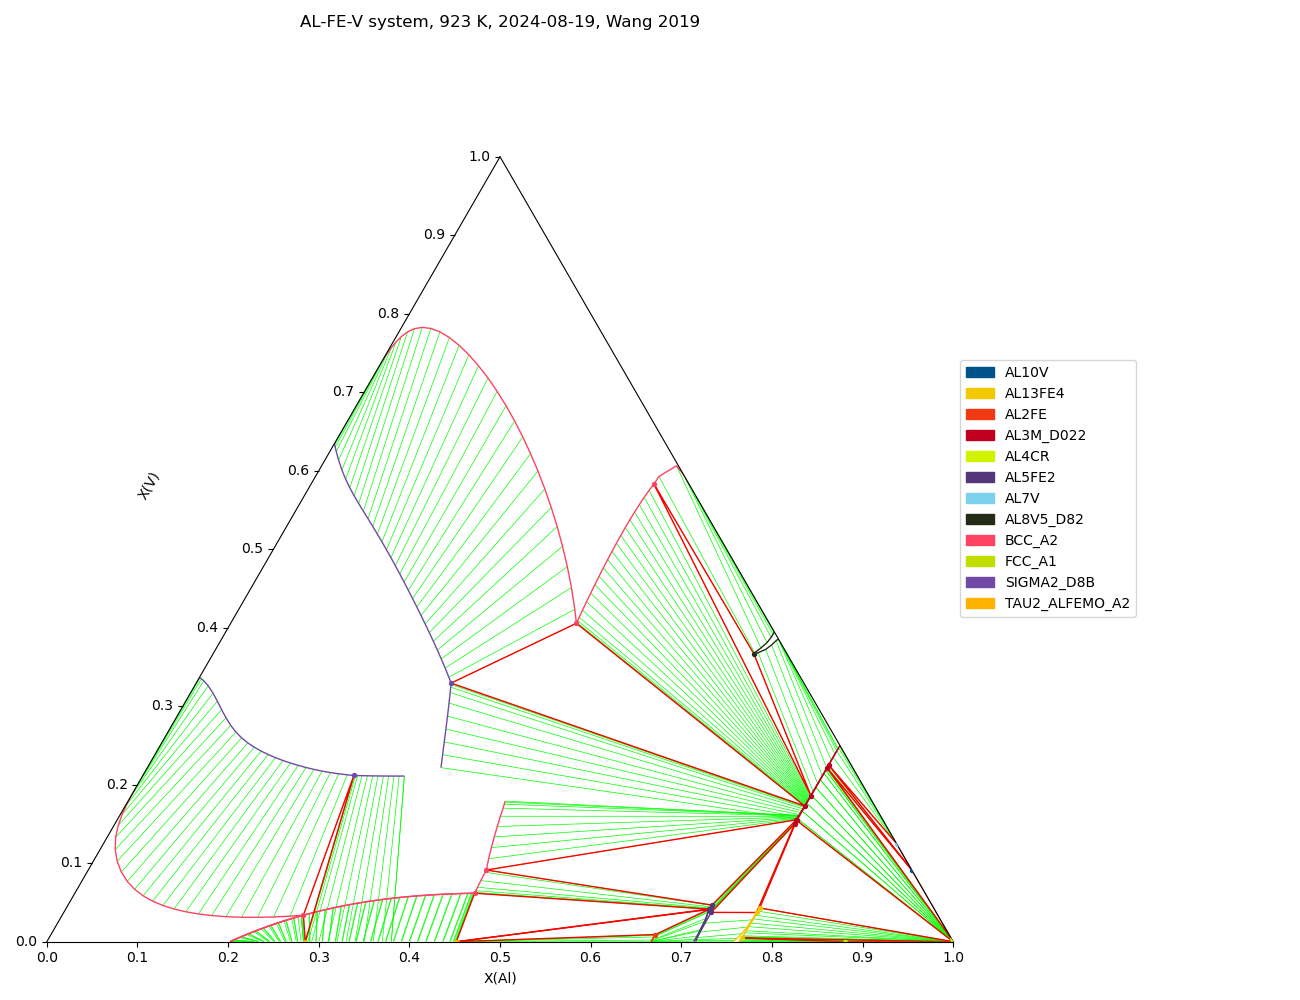 AL-FE-V system, 923 K, 2024-08-19, Wang 2019
1.0
0.9
0.8
0.7
0.6
0.5
0.4
0.3
0.2
0.1
0.0
X(V)
0.0 0.1 0.2 0.3 0.4 0.5 0.6 0.7 0.8 0.9 1.0
X(Al)
AL10V
AL13FE4
AL2FE
AL3M_D022
AL4CR
AL5FE2
AL7V
AL8V5_D82
BCC_A2
FCC_A1
SIGMA2_D8B
TAU2_ALFEMO_A2